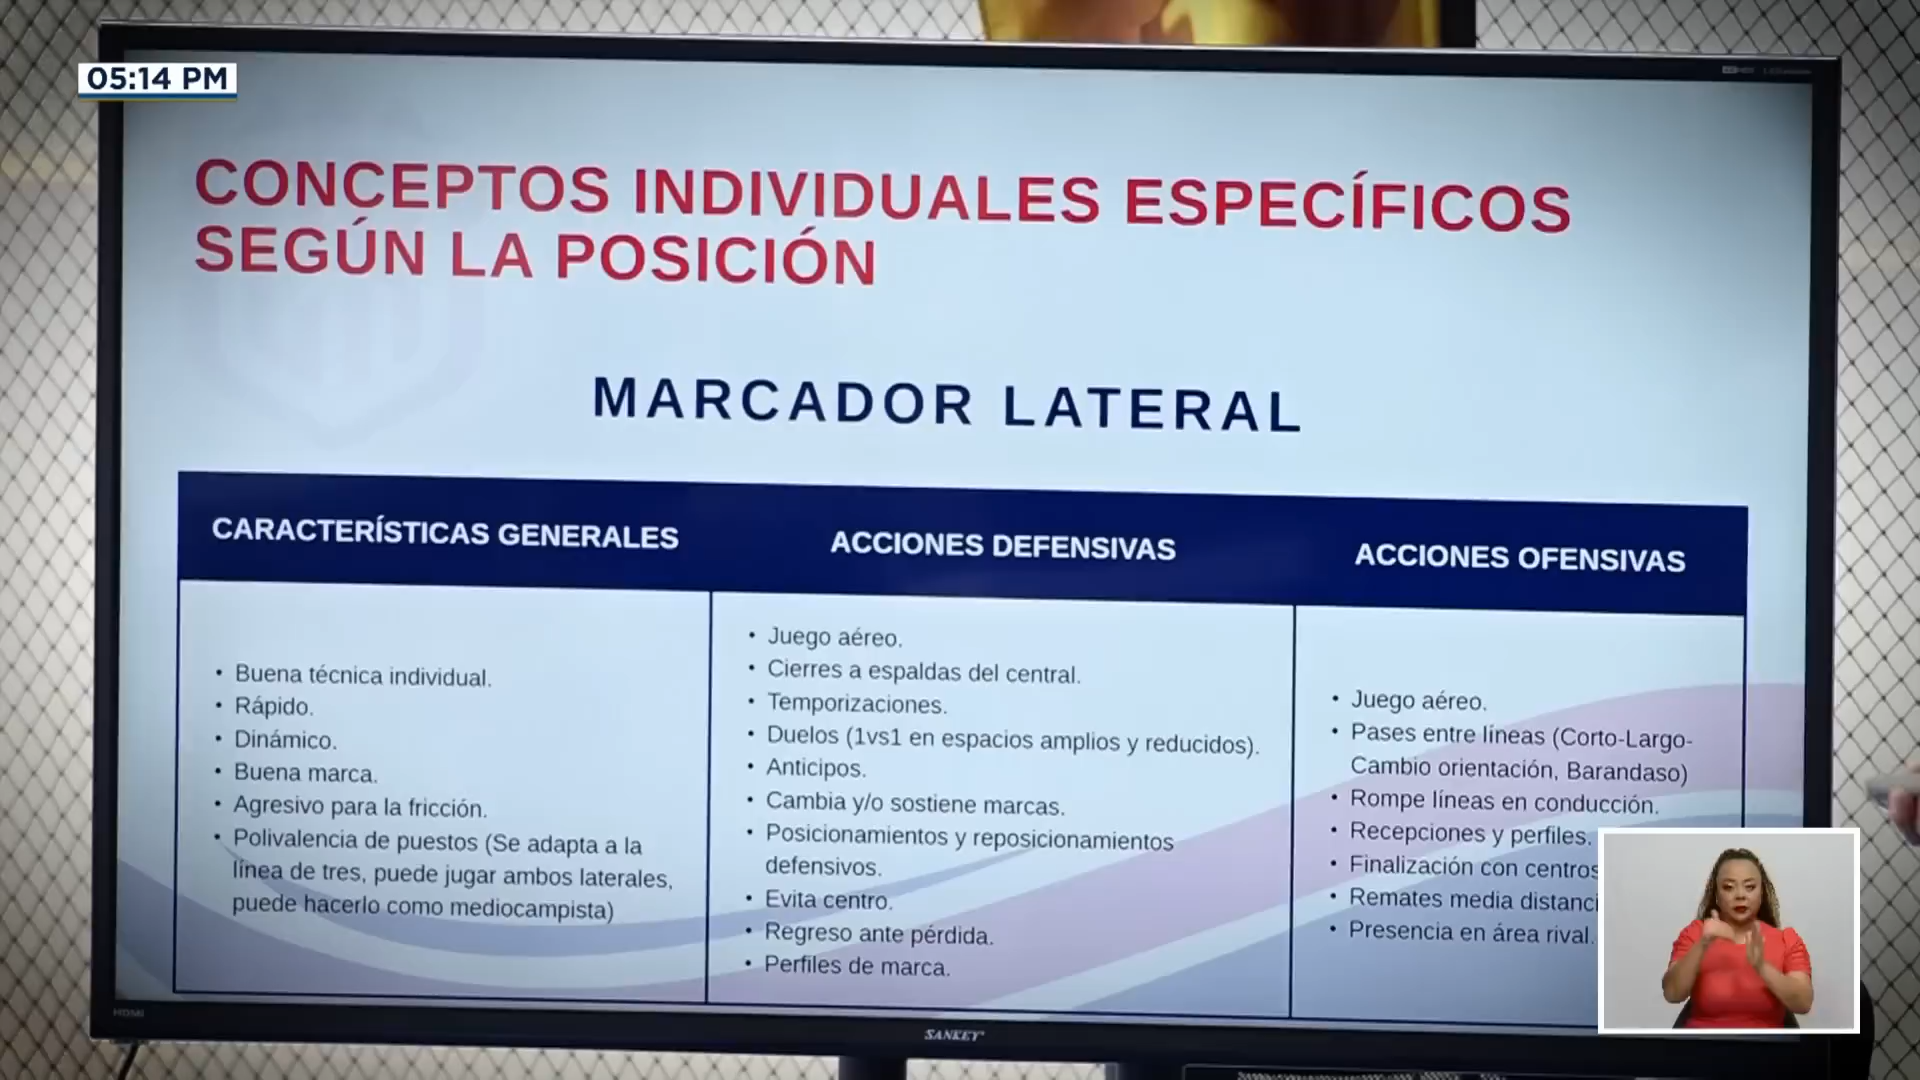 05:14 PM
CONCEPTOS INDIVIDUALES ESPECÍFICOS
SEGÚN LA POSICIÓN
MARCADOR LATERAL
CARACTERÍSTICAS GENERALES
• Buena técnica individual.
• Rápido.
• Dinámico.
• Buena marca.
• Agresivo para la fricción.
• Polivalencia de puestos (Se adapta a la
línea de tres, puede jugar ambos laterales,
puede hacerlo como mediocampista)
ACCIONES DEFENSIVAS
• Juego aéreo.
• Cierres a espaldas del central.
• Temporizaciones.
• Duelos (1vs1 en espacios amplios y reducidos).
• Anticipos.
• Cambia y/o sostiene marcas.
• Posicionamientos y reposicionamientos
defensivos.
• Evita centro.
• Regreso ante pérdida.
• Perfiles de marca.
ACCIONES OFENSIVAS
• Juego aéreo.
• Pases entre líneas (Corto-Largo-
Cambio orientación, Barandaso)
• Rompe líneas en conducción.
• Recepciones y perfiles.
• Finalización con centros
• Remates media distanci
• Presencia en área rival.
HDMI
SANKEY